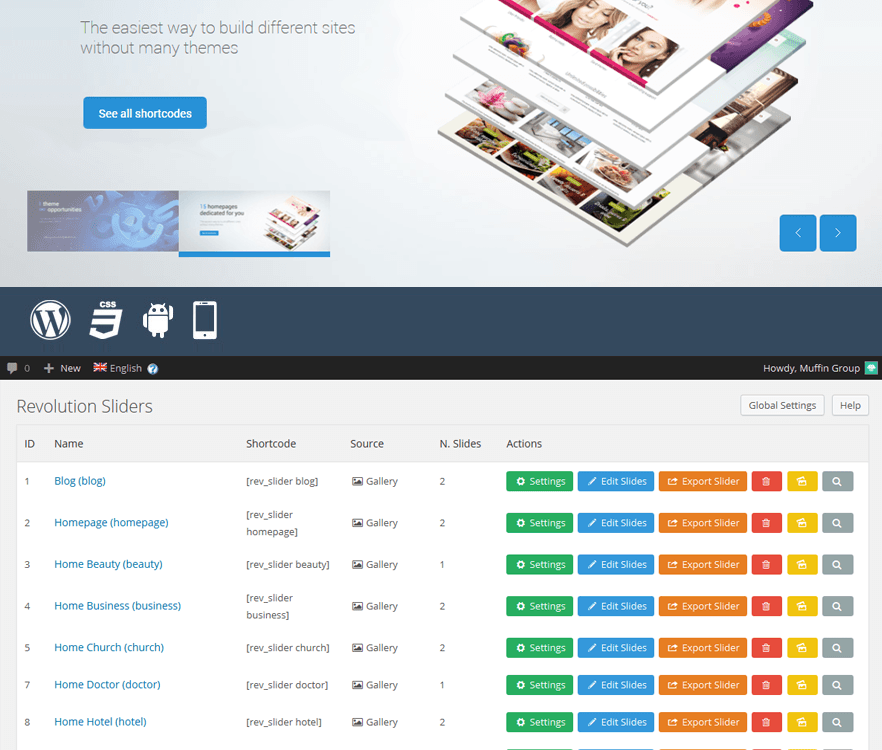 The easiest way to build different sites
without many themes
See all shortcodes
1 theme
opportunities
15 homepages
dedicated for you
CSS
0 New English ? Howdy, Muffin Group
Revolution Sliders Global Settings Help
ID Name Shortcode Source N. Slides Actions
1 Blog (blog) [rev_slider blog] Gallery 2 Settings Edit Slides Export Slider
2 Homepage (homepage) [rev_slider
homepage] Gallery 2 Settings Edit Slides Export Slider
3 Home Beauty (beauty) [rev_slider beauty] Gallery 1 Settings Edit Slides Export Slider
4 Home Business (business) [rev_slider
business] Gallery 2 Settings Edit Slides Export Slider
5 Home Church (church) [rev_slider church] Gallery 2 Settings Edit Slides Export Slider
7 Home Doctor (doctor) [rev_slider doctor] Gallery 1 Settings Edit Slides Export Slider
8 Home Hotel (hotel) [rev_slider hotel] Gallery 2 Settings Edit Slides Export Slider